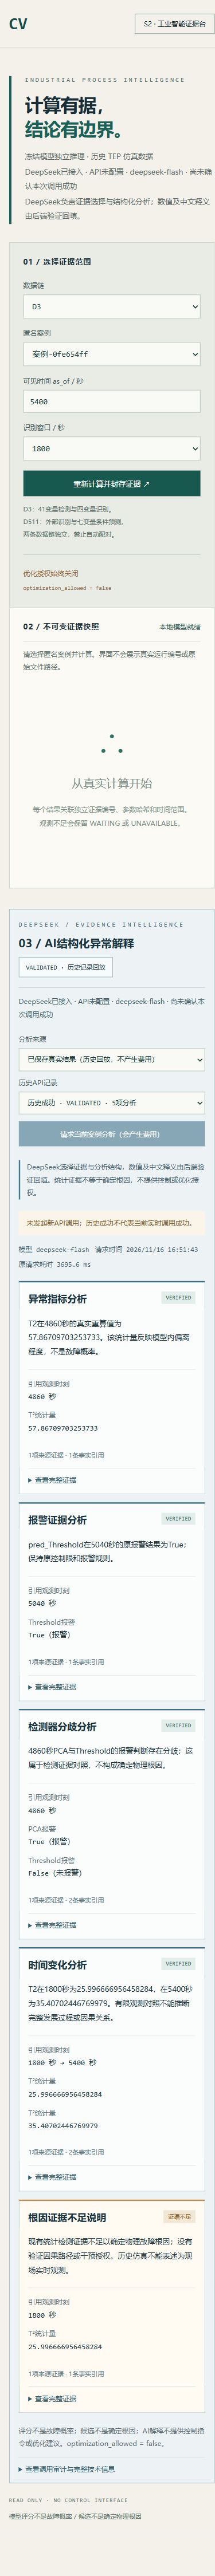 CV
S2 · 工业智能证据台
INDUSTRIAL PROCESS INTELLIGENCE
计算有据，
结论有边界。
冻结模型独立推理 · 历史 TEP 仿真数据
DeepSeek已接入 · API未配置 · deepseek-flash · 尚未确
认本次调用成功
DeepSeek负责证据选择与结构化分析；数值及中文释义
由后端验证回填。
01 / 选择证据范围
数据链
D3
匿名案例
案例-0fe654ff
可见时间 as_of / 秒
5400
识别窗口 / 秒
1800
重新计算并封存证据 ↗
D3：41变量检测与四变量识别。
D511：外部识别与七变量条件预测。
两条数据链独立，禁止自动配对。
优化授权始终关闭
optimization_allowed = false
02 / 不可变证据快照
本地模型就绪
请选择匿名案例并计算。界面不会展示真实运行编号或原
始文件路径。
从真实计算开始
每个结果关联独立证据编号、参数哈希和时间范围。
观测不足会保留 WAITING 或 UNAVAILABLE。
DEEPSEEK / EVIDENCE INTELLIGENCE
03 / AI结构化异常解释
VALIDATED · 历史记录回放
DeepSeek已接入 · API未配置 · deepseek-flash · 尚未确认本
次调用成功
分析来源
已保存真实结果（历史回放，不产生费用）
历史API记录
历史成功 · VALIDATED · 5项分析
请求当前案例分析（会产生费用）
DeepSeek选择证据与分析结构，数值及中文释义由后端验
证回填。统计证据不等于确定根因，不提供控制或优化授
权。
未发起新API调用；历史成功不代表当前实时调用成功。
模型 deepseek-flash 请求时间 2026/11/16 16:51:43
原请求耗时 3695.6 ms
异常指标分析
VERIFIED
T2在4860秒的真实重算值为
57.86709703253733。该统计量反映模型内偏离
程度，不是故障概率。
引用观测时刻
4860 秒
T²统计量
57.86709703253733
1项来源证据 · 1条事实引用
▶ 查看完整证据
报警证据分析
VERIFIED
pred_Threshold在5040秒的原报警结果为True；
保持原控制限和报警规则。
引用观测时刻
5040 秒
Threshold报警
True（报警）
1项来源证据 · 1条事实引用
▶ 查看完整证据
检测器分歧分析
VERIFIED
4860秒PCA与Threshold的报警判断存在分歧；这
属于检测证据对照，不构成确定物理根因。
引用观测时刻
4860 秒
PCA报警
True（报警）
Threshold报警
False（未报警）
1项来源证据 · 2条事实引用
▶ 查看完整证据
时间变化分析
VERIFIED
T2在1800秒为25.996666956458284，在5400秒
为35.40702446769979。有限观测对照不能推断
完整发展过程或因果关系。
引用观测时刻
1800 秒 → 5400 秒
T²统计量
25.996666956458284
T²统计量
35.40702446769979
1项来源证据 · 2条事实引用
▶ 查看完整证据
根因证据不足说明
证据不足
现有统计检测证据不足以确定物理故障根因；没有
验证因果路径或干预授权。历史仿真不能表述为现
场实时观测。
引用观测时刻
1800 秒
T²统计量
25.996666956458284
1项来源证据 · 1条事实引用
▶ 查看完整证据
评分不是故障概率；候选不是确定根因；AI解释不提供控制指
令或优化建议。optimization_allowed = false。
▶ 查看调用审计与完整技术信息
READ ONLY · NO CONTROL INTERFACE
模型评分不是故障概率 / 候选不是确定物理根因